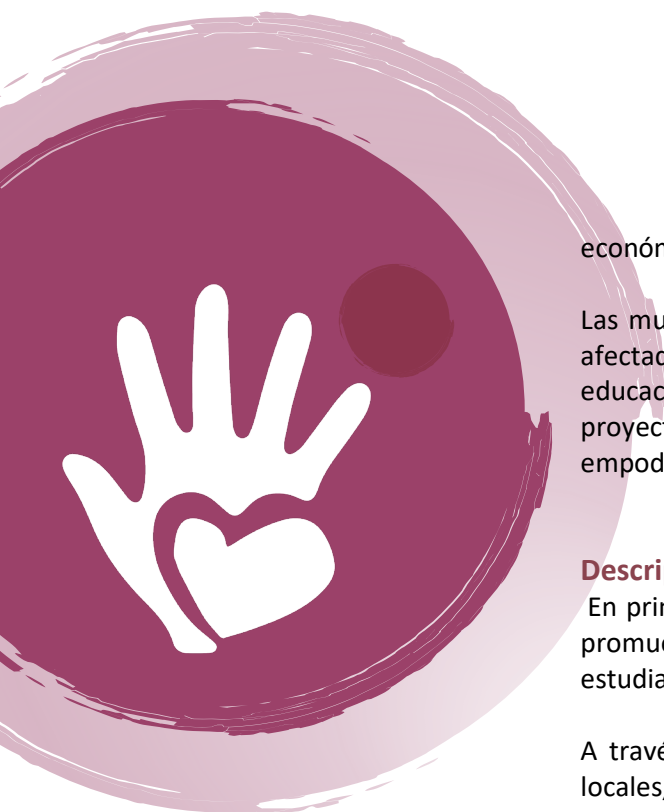 económ
Las mu
afectad
educac
proyect
empod
Descri
En prin
promue
estudia
A travé
locales,